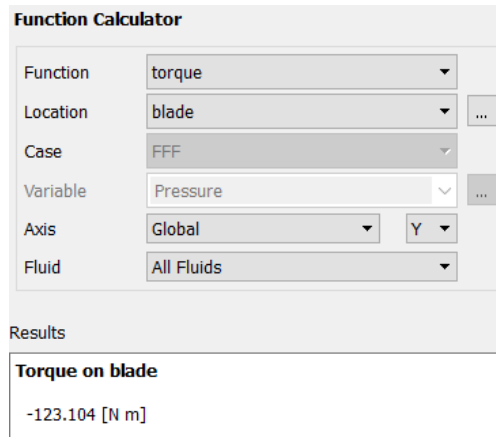 Function Calculator
Function torque
Location blade ...
Case FFF
Variable Pressure ...
Axis Global Y
Fluid All Fluids
Results
Torque on blade
-123.104 [N m]